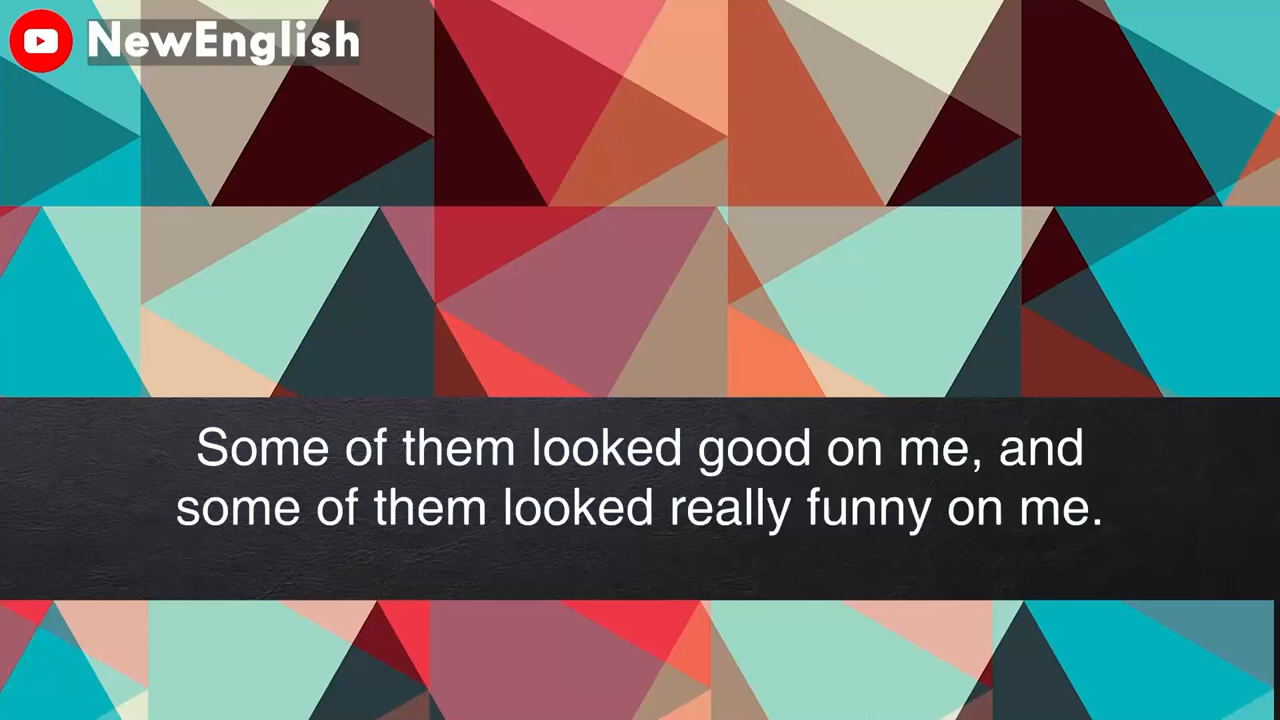 NewEnglish
Some of them looked good on me, and
some of them looked really funny on me.